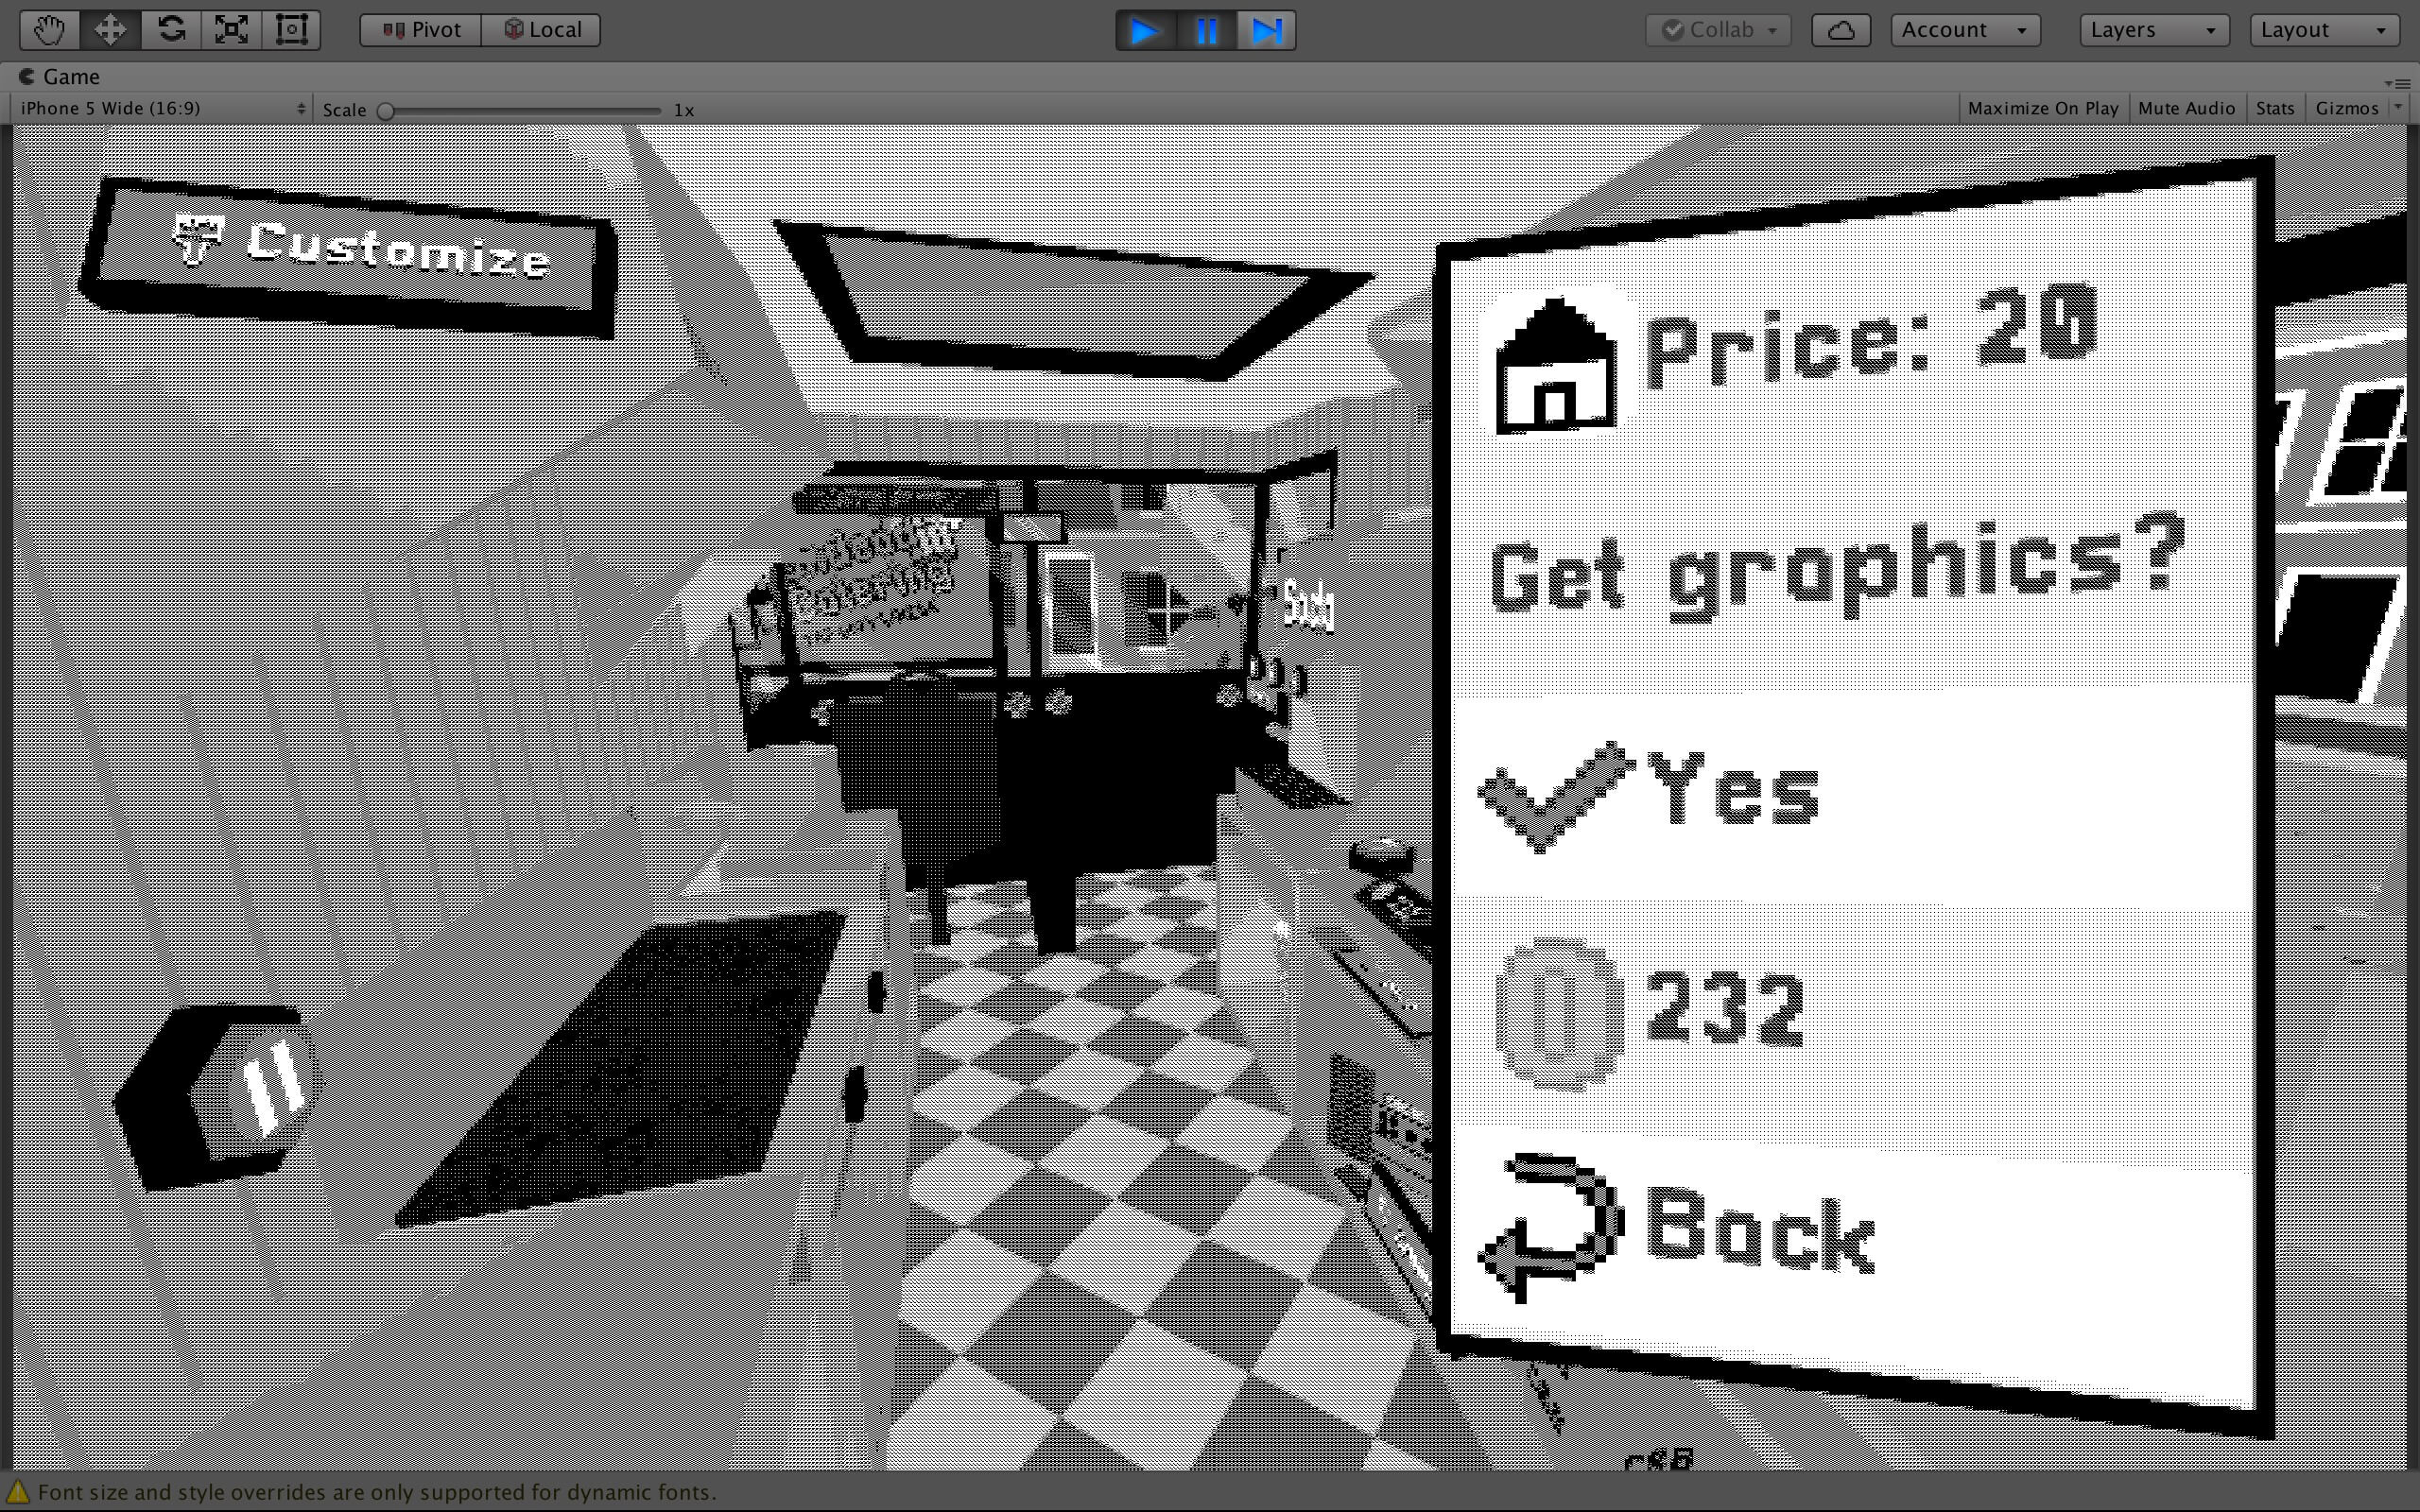 Pivot
Local
Collab
Account
Layers
Layout
Game
iPhone 5 Wide (16:9)
Scale
1x
Maximize On Play
Mute Audio
Stats
Gizmos
Customize
Price: 20
Get graphics?
Yes
232
Back
Font size and style overrides are only supported for dynamic fonts.